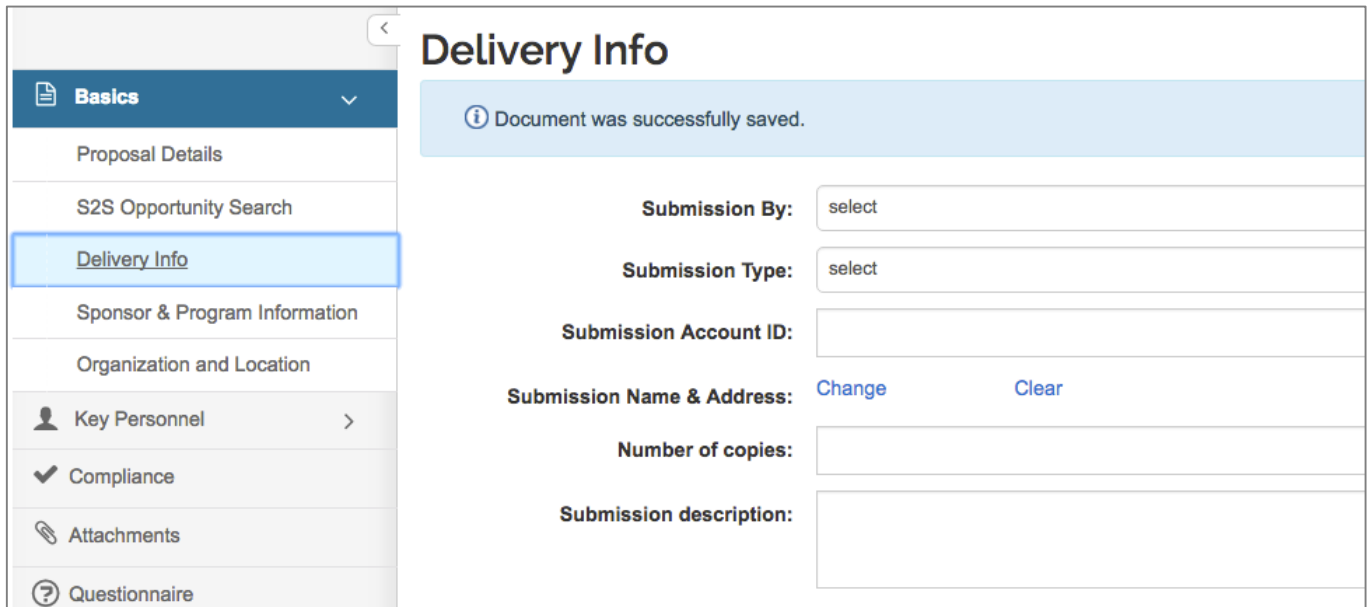 Basics
Proposal Details
S2S Opportunity Search
Delivery Info
Sponsor & Program Information
Organization and Location
Key Personnel
Compliance
Attachments
Questionnaire
Delivery Info
Document was successfully saved.
Submission By: select
Submission Type: select
Submission Account ID:
Submission Name & Address: Change Clear
Number of copies:
Submission description: